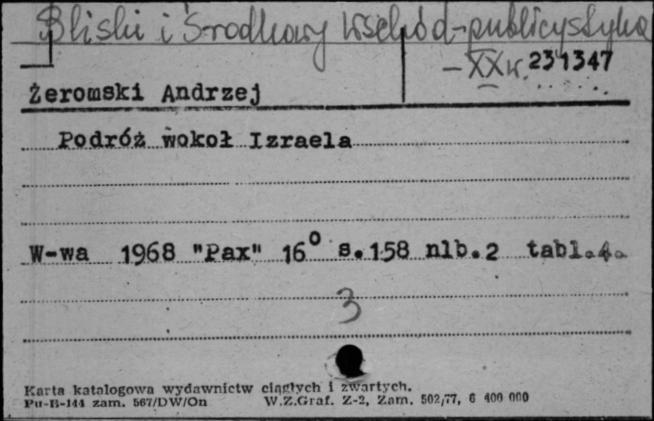 Bliski i Środkowy Wschód-publicystyka
-XXw. 231347
Żeromski Andrzej
Podróż wokoł Izraela
W-wa 1968 "Pax" 16° s.158 nlb.2 tabl.4.
3
Karta katalogowa wydawnictw ciągłych i zwartych.
Pu-B-144 zam. 567/DW/On W.Z.Graf. Z-2, Zam. 502/77, 6 400 000